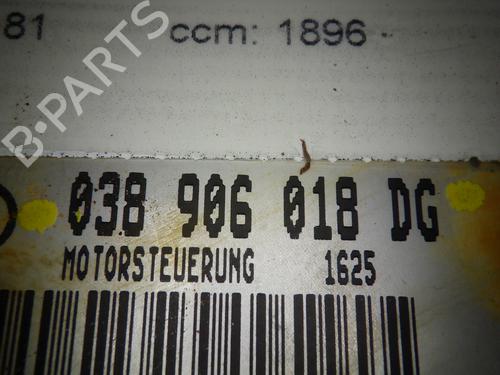 81 ccm: 1896
B-PARTS
038 906 018 DG
MOTORSTEUERUNG 1625